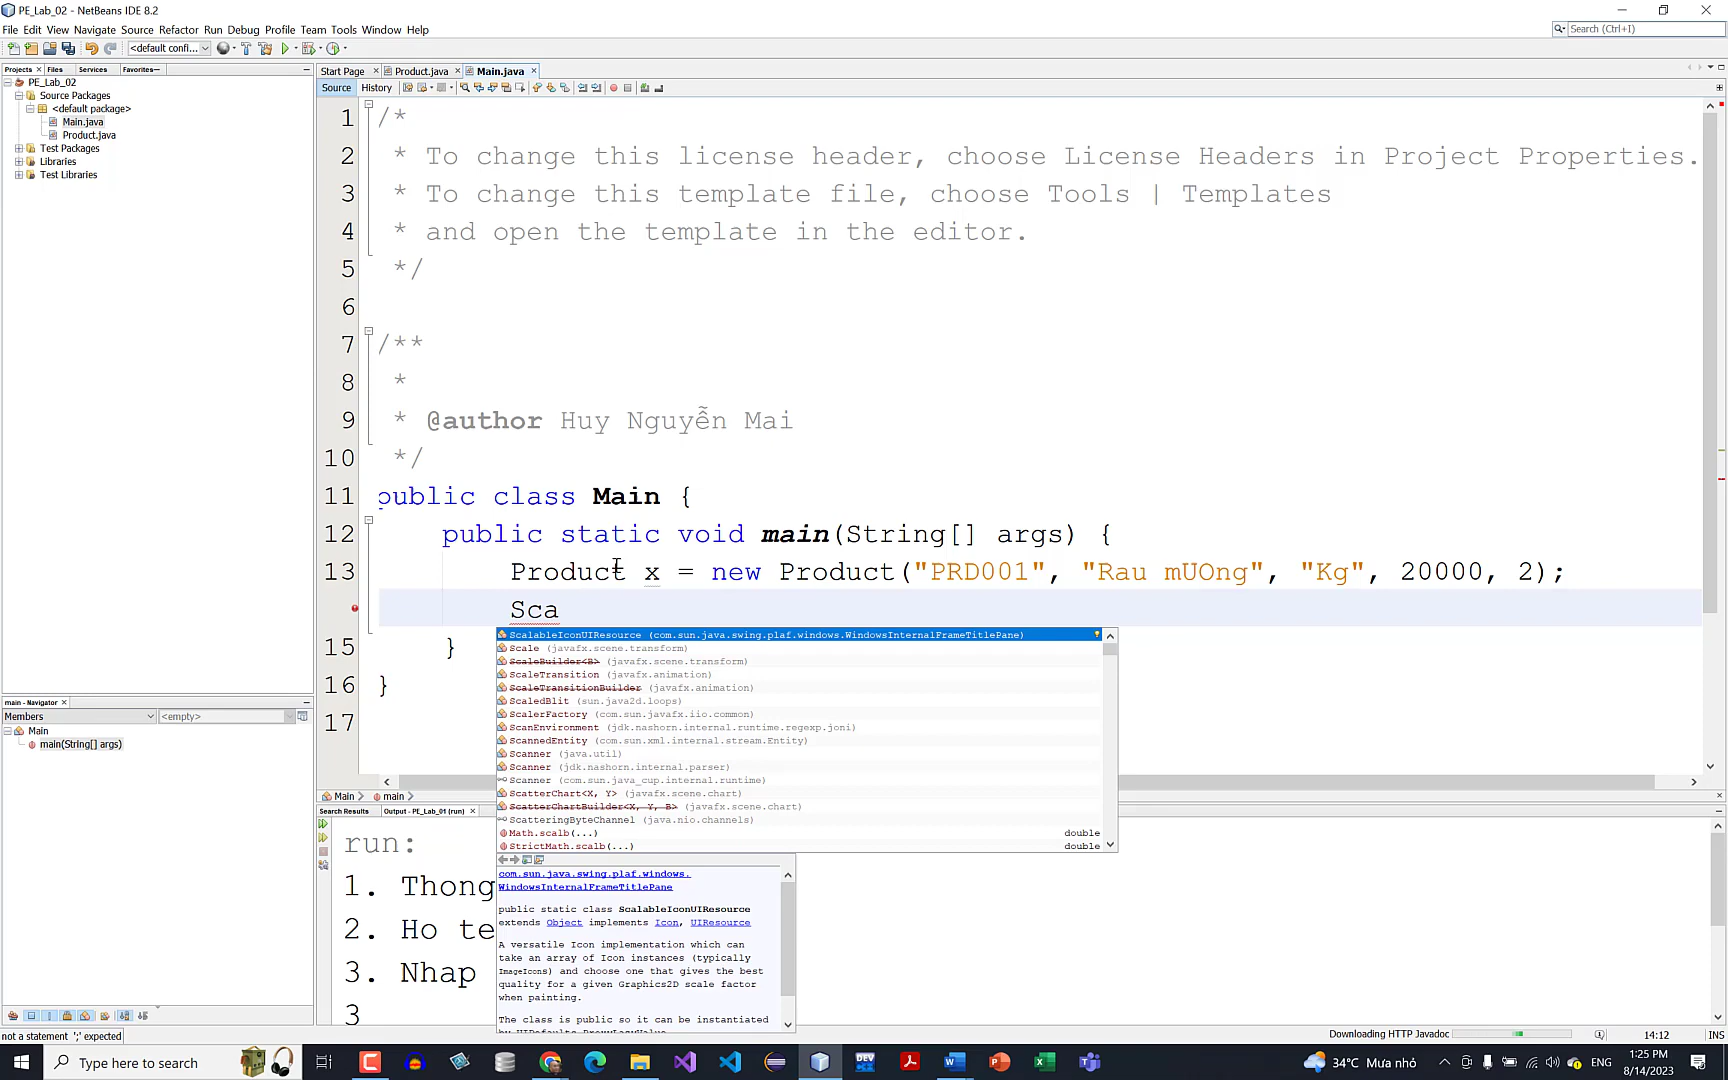 PE_Lab_02 - NetBeans IDE 8.2
File Edit View Navigate Source Refactor Run Debug Profile Team Tools Window Help
Search (Ctrl+I)
<default confi...
Projects Files Services Favorites
Start Page Product.java Main.java
PE_Lab_02
Source History
Source Packages
<default package>
Main.java
Product.java
Test Packages
Libraries
Test Libraries
1 /*
2 * To change this license header, choose License Headers in Project Properties.
3 * To change this template file, choose Tools | Templates
4 * and open the template in the editor.
5 */
6
7 /**
8 *
9 * @author Huy Nguyễn Mai
10 */
11 public class Main {
12 public static void main(String[] args) {
13 Product x = new Product("PRD001", "Rau mUOng", "Kg", 20000, 2);
Sca
15 }
16 }
17
ScalableIconUIResource (com.sun.java.swing.plaf.windows.WindowsInternalFrameTitlePane)
Scale (javafx.scene.transform)
ScaleBuilder<B> (javafx.scene.transform)
ScaleTransition (javafx.animation)
ScaleTransitionBuilder (javafx.animation)
ScaledBlit (sun.java2d.loops)
ScalerFactory (com.sun.javafx.iio.common)
ScanEnvironment (jdk.nashorn.internal.runtime.regexp.joni)
ScannedEntity (com.sun.xml.internal.stream.Entity)
Scanner (java.util)
Scanner (jdk.nashorn.internal.parser)
Scanner (com.sun.java_cup.internal.runtime)
ScatterChart<X, Y> (javafx.scene.chart)
ScatterChartBuilder<X, Y, B> (javafx.scene.chart)
ScatteringByteChannel (java.nio.channels)
Math.scalb(...) double
StrictMath.scalb(...) double
com.sun.java.swing.plaf.windows.
WindowsInternalFrameTitlePane
public static class ScalableIconUIResource
extends Object implements Icon, UIResource
A versatile Icon implementation which can
take an array of Icon instances (typically
ImageIcons) and choose one that gives the best
quality for a given Graphics2D scale factor
when painting.
The class is public so it can be instantiated
main - Navigator
Members <empty>
Main
main(String[] args)
Main main
Search Results Output - PE_Lab_01 (run)
run:
1. Thong
2. Ho te
3. Nhap
3
not a statement ';' expected
Downloading HTTP Javadoc
14:12 INS
Type here to search
DEV
34°C Mưa nhỏ
ENG
1:25 PM
8/14/2023